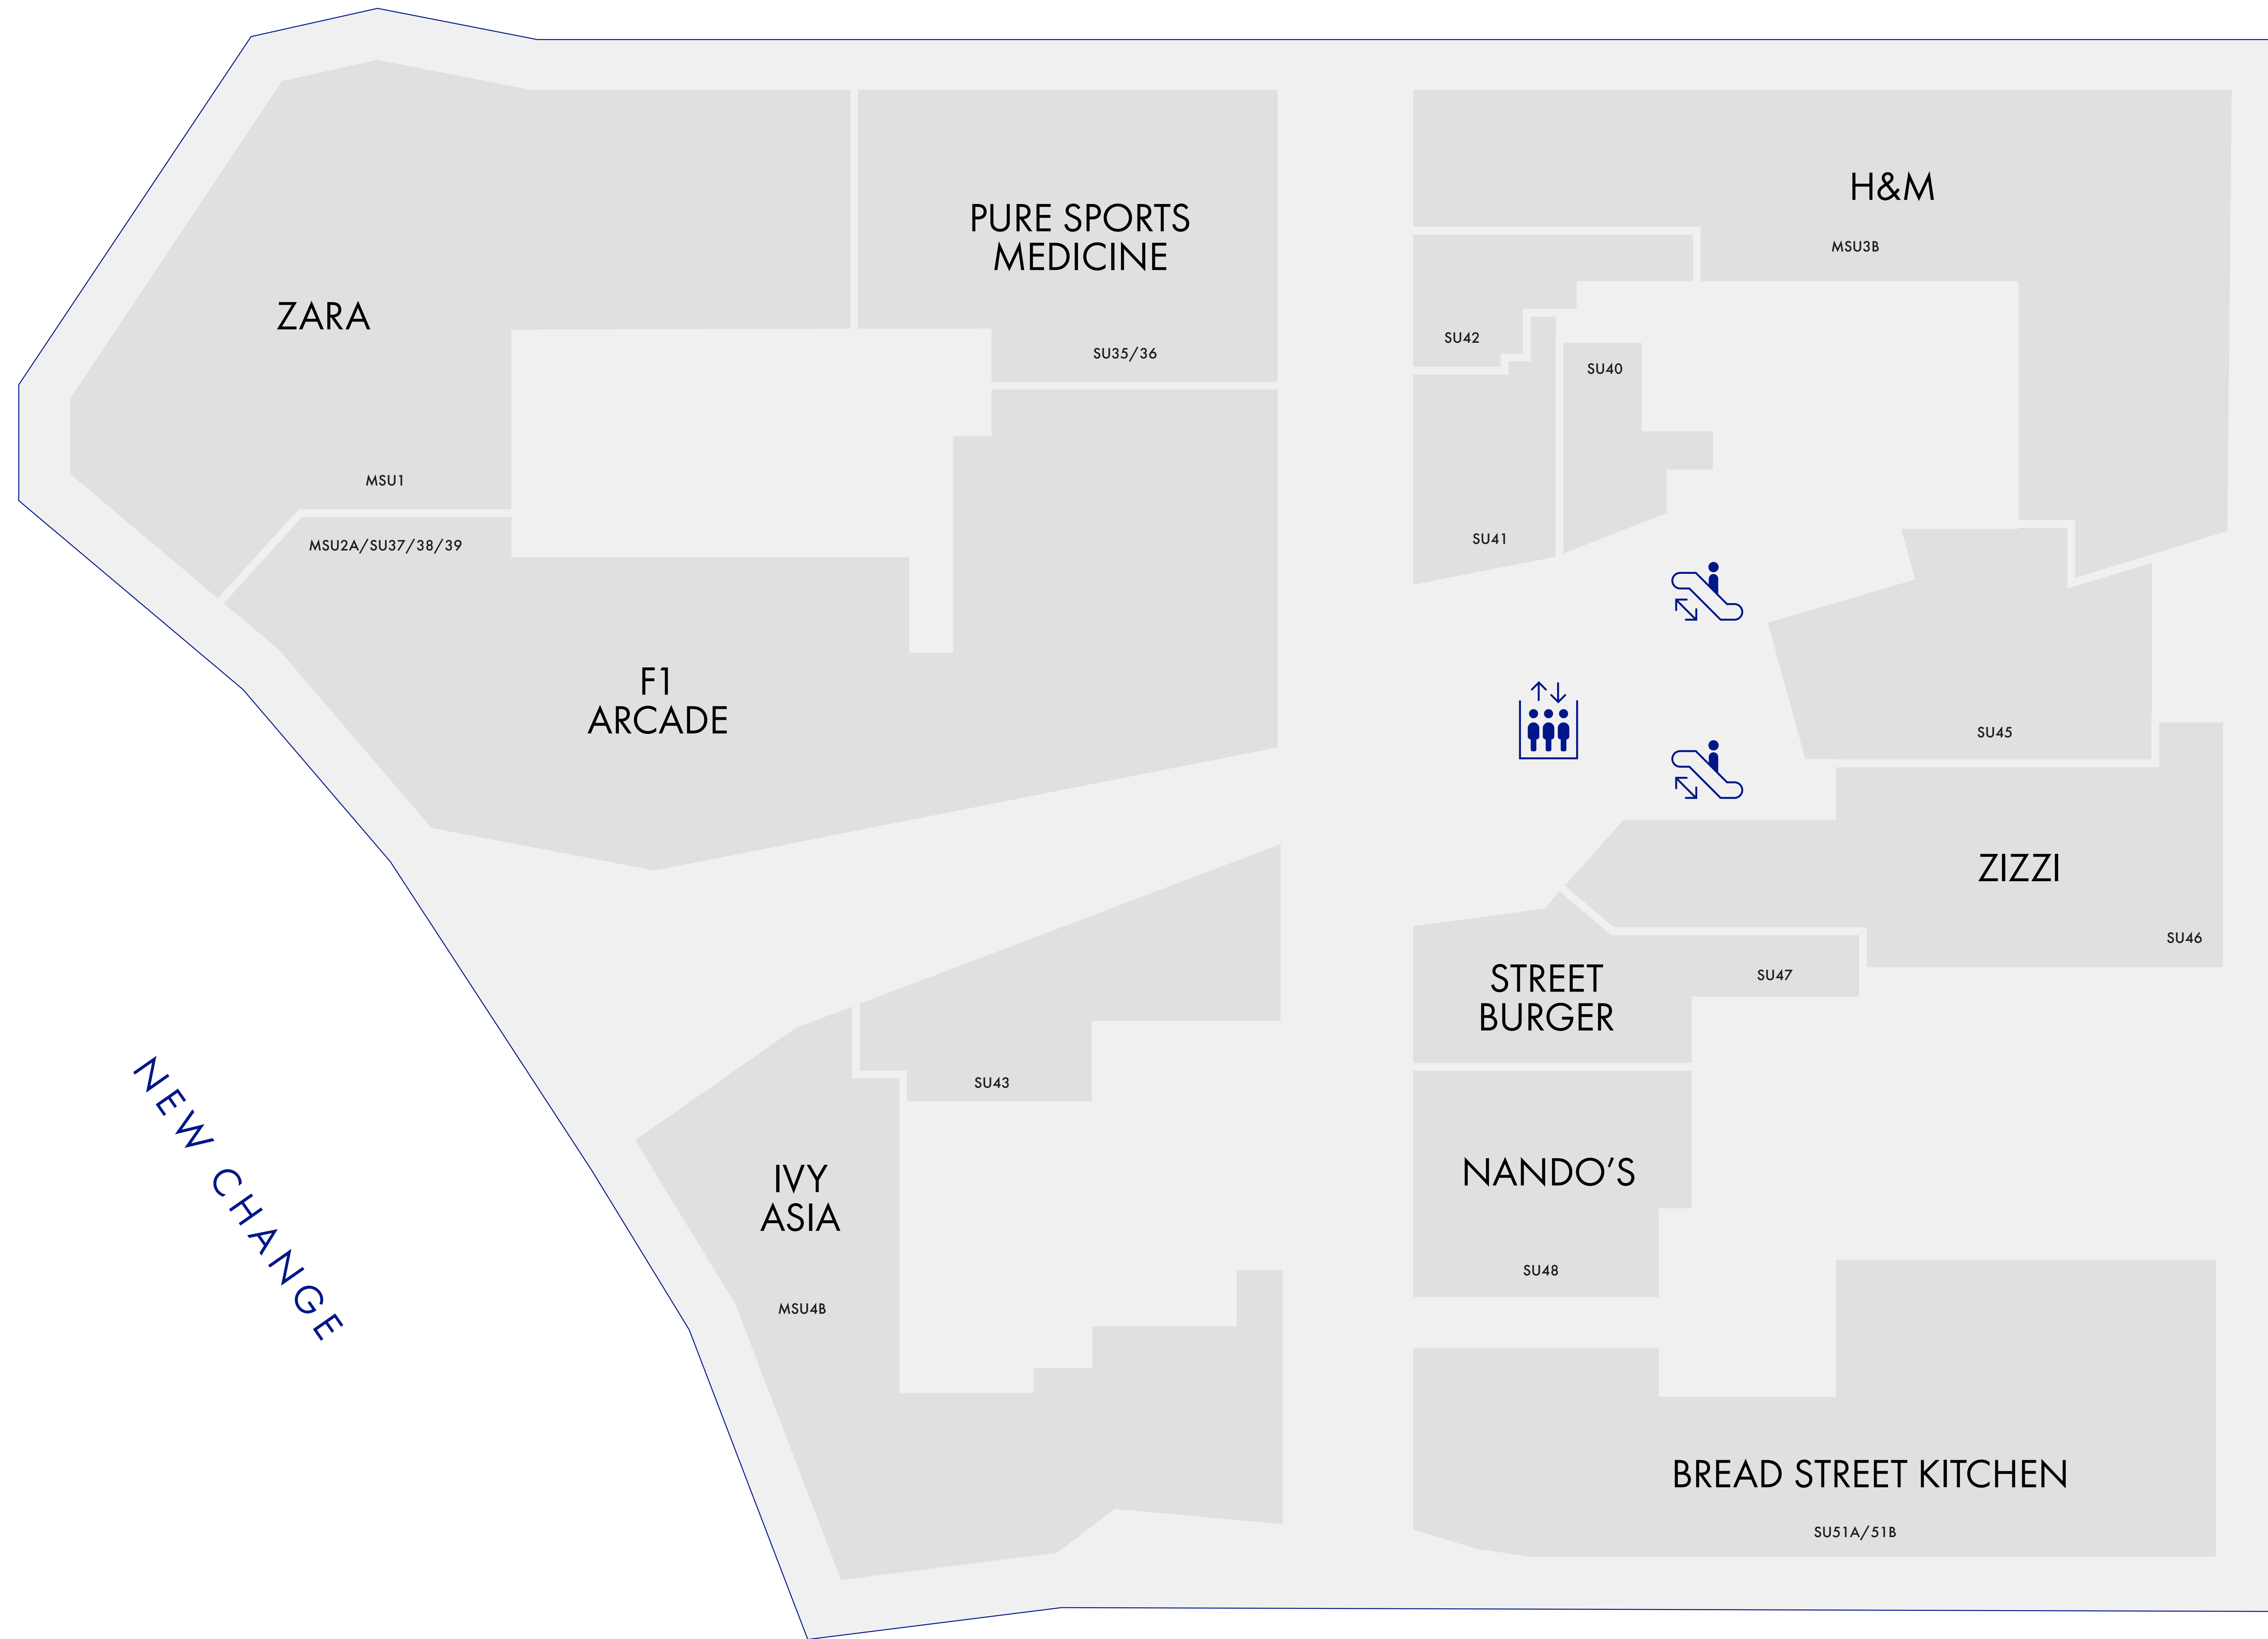 ZARA
MSU1
PURE SPORTS
MEDICINE
SU35/36
H&M
MSU3B
SU42
SU40
SU41
MSU2A/SU37/38/39
F1
ARCADE
SU45
ZIZZI
SU46
STREET
BURGER
SU47
SU43
NANDO’S
SU48
IVY
ASIA
MSU4B
NEW CHANGE
BREAD STREET KITCHEN
SU51A/51B